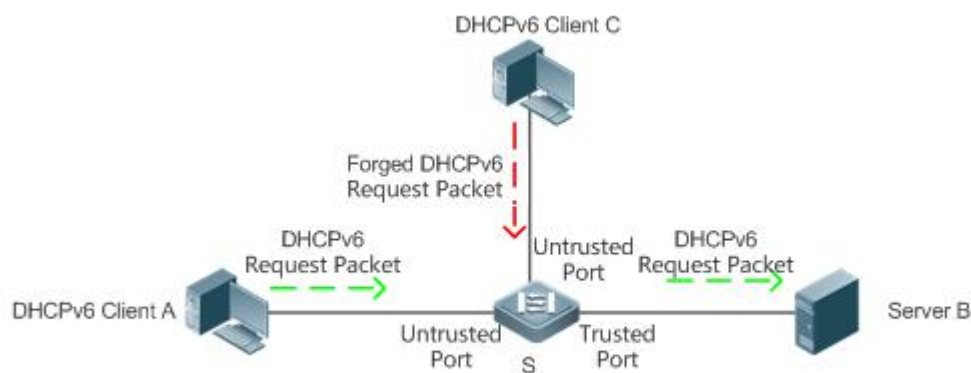 DHCPv6 Client C
Forged DHCPv6
Request Packet
DHCPv6
Request Packet
Untrusted
Port
DHCPv6
Request Packet
DHCPv6 Client A
Server B
Untrusted
Port
S
Trusted
Port